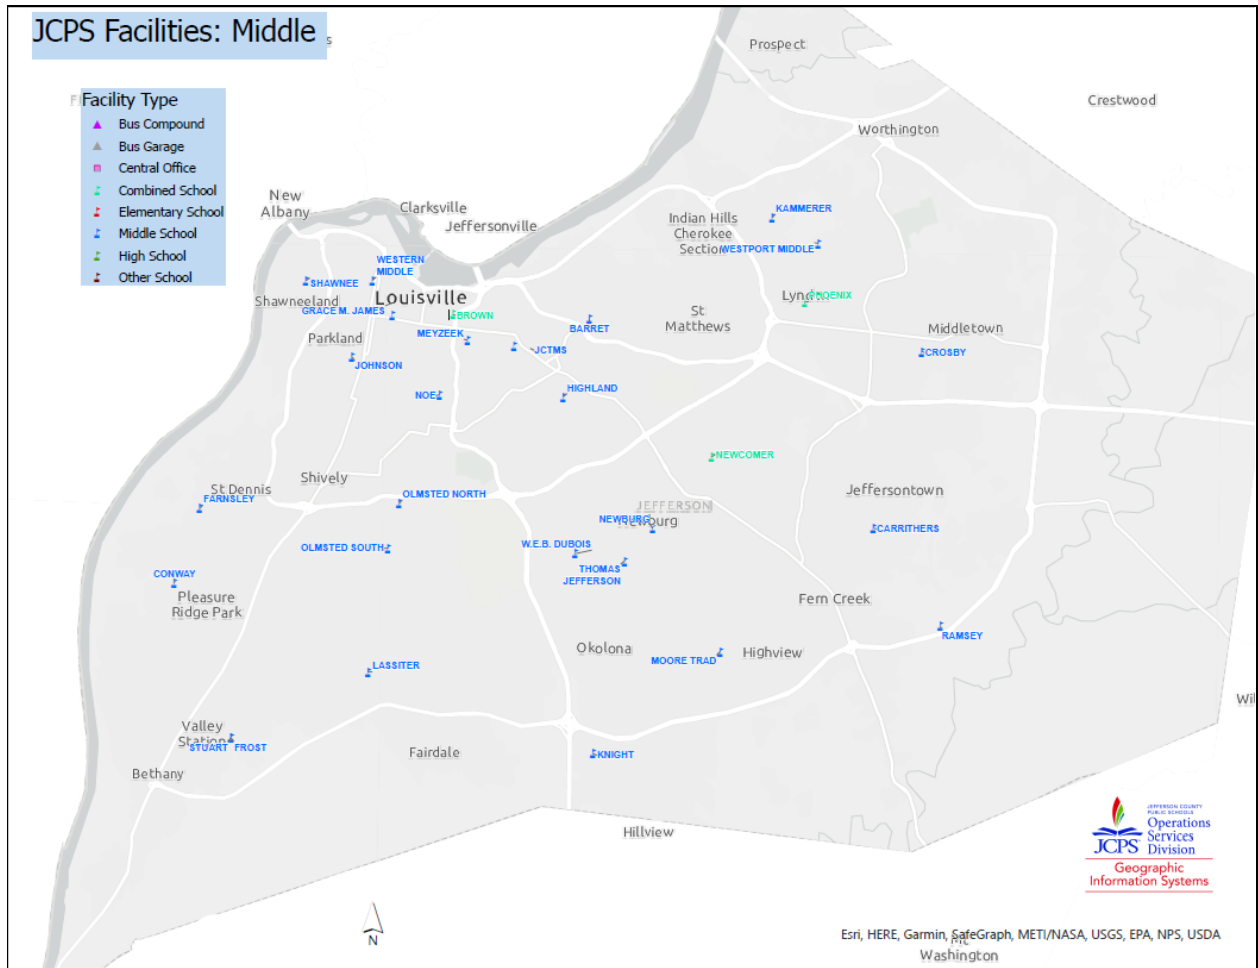 JCPS Facilities: Middle
Prospect
Crestwood
Facility Type
Bus Compound
Bus Garage
Central Office
Combined School
Elementary School
Middle School
High School
Other School
Worthington
New
Albany
Clarksville
Jeffersonville
KAMMERER
Indian Hills
Cherokee
Section
WESTPORT MIDDLE
WESTERN
MIDDLE
SHAWNEE
Shawneeland
Louisville
GRACE M. JAMES
BROWN
Lyndon
PHOENIX
St
Matthews
Middletown
BARRET
MEYZEEK
JCTMS
Parkland
JOHNSON
CROSBY
NOE
HIGHLAND
NEWCOMER
Shively
St Dennis
FARNSLEY
OLMSTED NORTH
Jeffersontown
JEFFERSON
NEWBURG
Newburg
CARRITHERS
OLMSTED SOUTH
W.E.B. DUBOIS
THOMAS
JEFFERSON
CONWAY
Pleasure
Ridge Park
Fern Creek
RAMSEY
Okolona
MOORE TRAD
Highview
LASSITER
Wil
Valley
Station
STUART FROST
Fairdale
KNIGHT
Bethany
Hillview
JEFFERSON COUNTY
PUBLIC SCHOOLS
Operations
Services
Division
JCPS
Geographic
Information Systems
N
Esri, HERE, Garmin, SafeGraph, METI/NASA, USGS, EPA, NPS, USDA
Mt
Washington